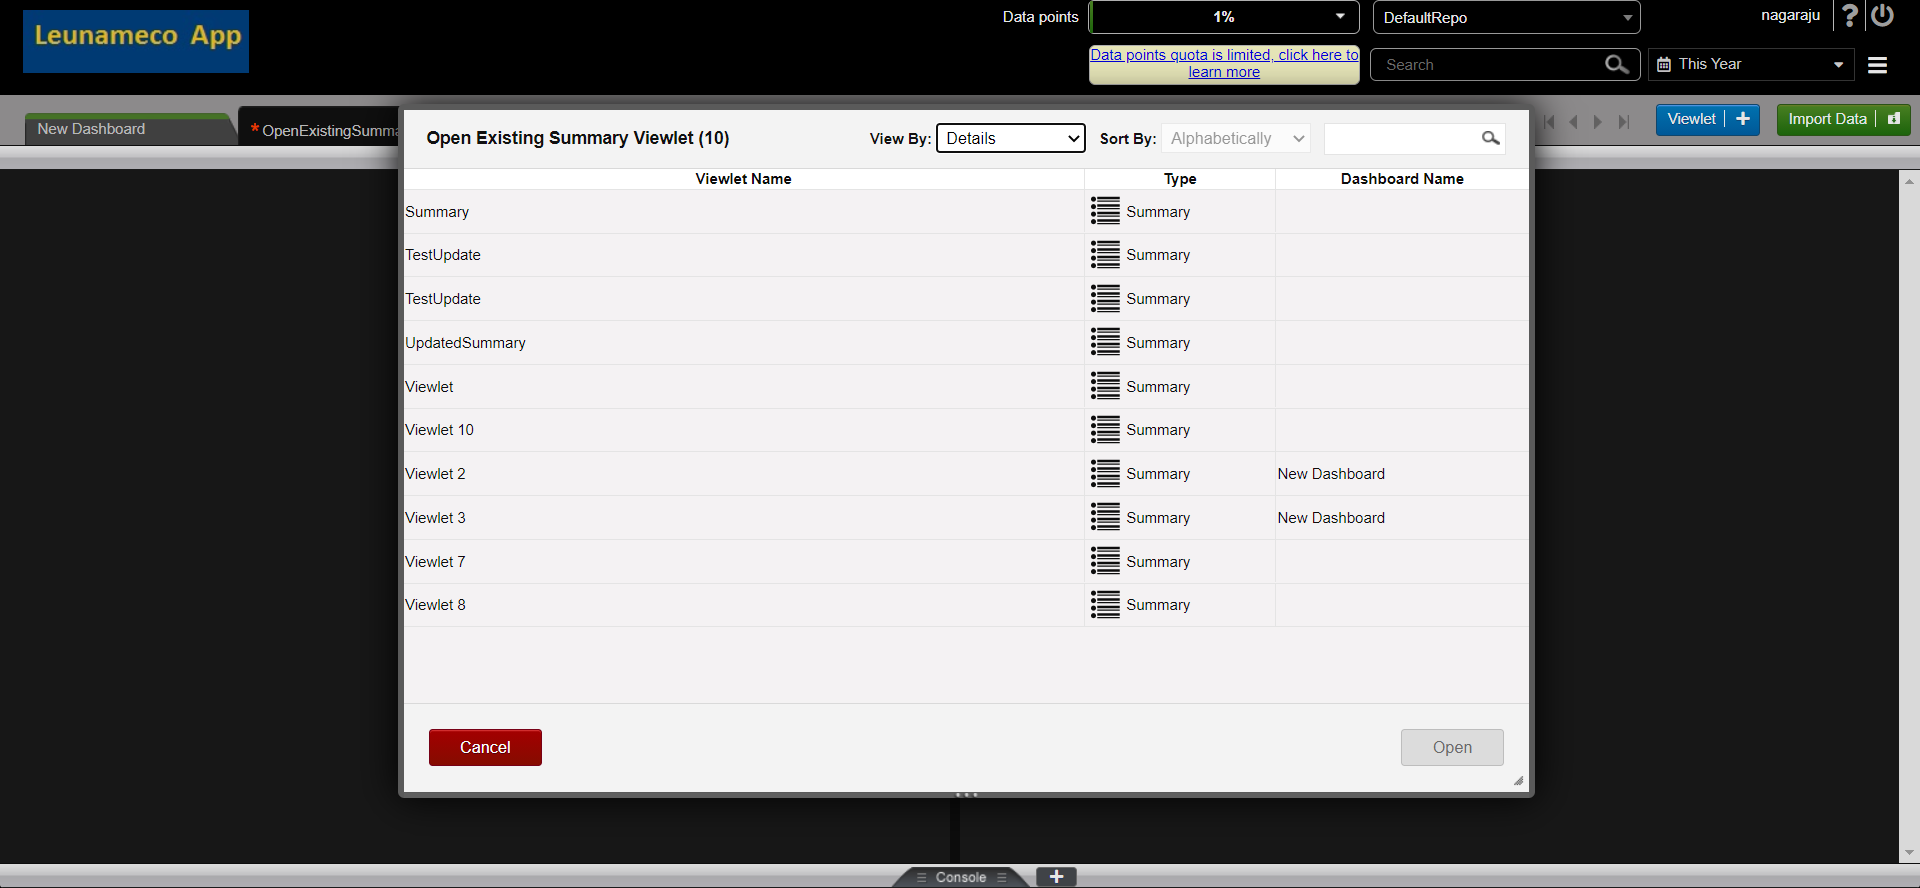 Leunameco App
Data points
1%
DefaultRepo
nagaraju
?
Data points quota is limited, click here to
learn more
Search
This Year
New Dashboard
* OpenExistingSumma
Viewlet +
Import Data
Open Existing Summary Viewlet (10)
View By: Details
Sort By: Alphabetically
Viewlet Name Type Dashboard Name
Summary Summary
TestUpdate Summary
TestUpdate Summary
UpdatedSummary Summary
Viewlet Summary
Viewlet 10 Summary
Viewlet 2 Summary New Dashboard
Viewlet 3 Summary New Dashboard
Viewlet 7 Summary
Viewlet 8 Summary
Cancel
Open
Console
+